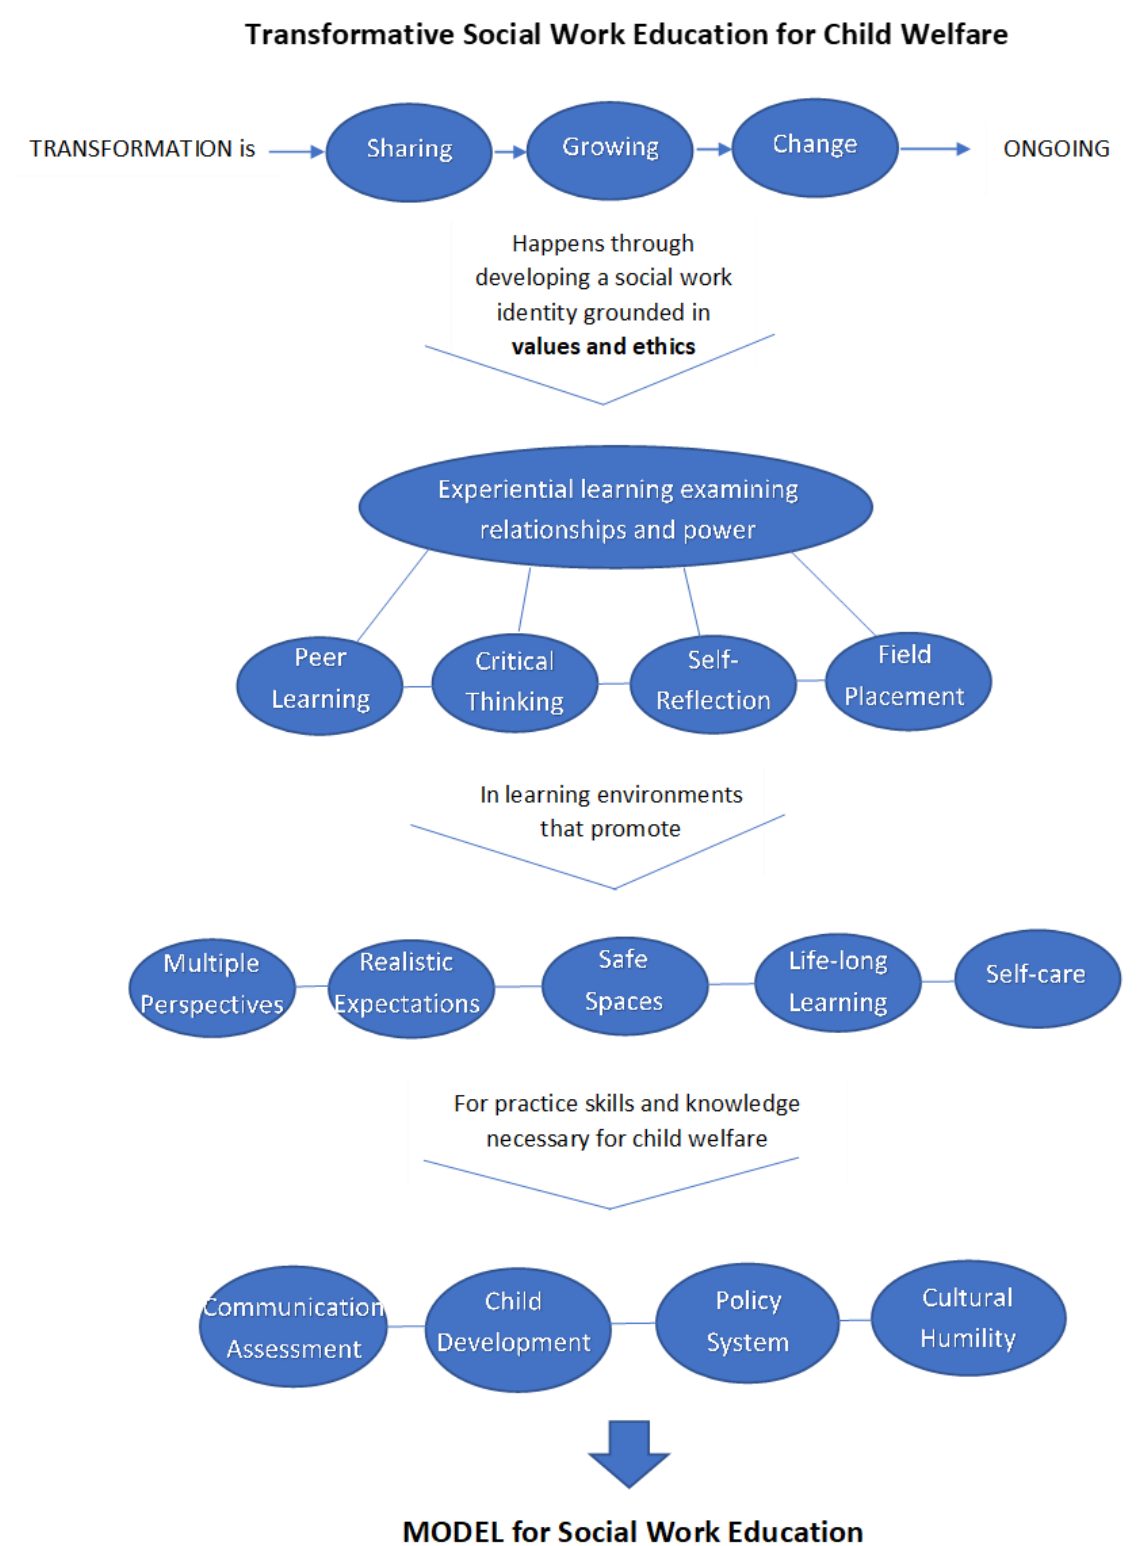 Transformative Social Work Education for Child Welfare
TRANSFORMATION is
Sharing
Growing
Change
ONGOING
Happens through
developing a social work
identity grounded in
values and ethics
Experiential learning examining
relationships and power
Peer
Learning
Critical
Thinking
Self-
Reflection
Field
Placement
In learning environments
that promote
Multiple
Perspectives
Realistic
Expectations
Safe
Spaces
Life-long
Learning
Self-care
For practice skills and knowledge
necessary for child welfare
Communication
Assessment
Child
Development
Policy
System
Cultural
Humility
MODEL for Social Work Education